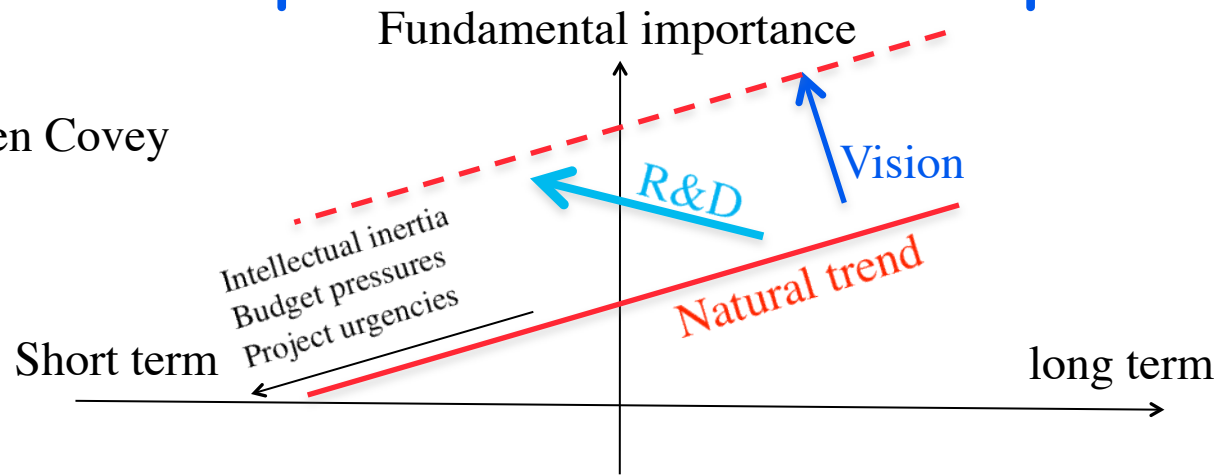 Fundamental importance
en Covey
Vision
R&D
Intellectual inertia
Budget pressures
Project urgencies
Natural trend
Short term
long term